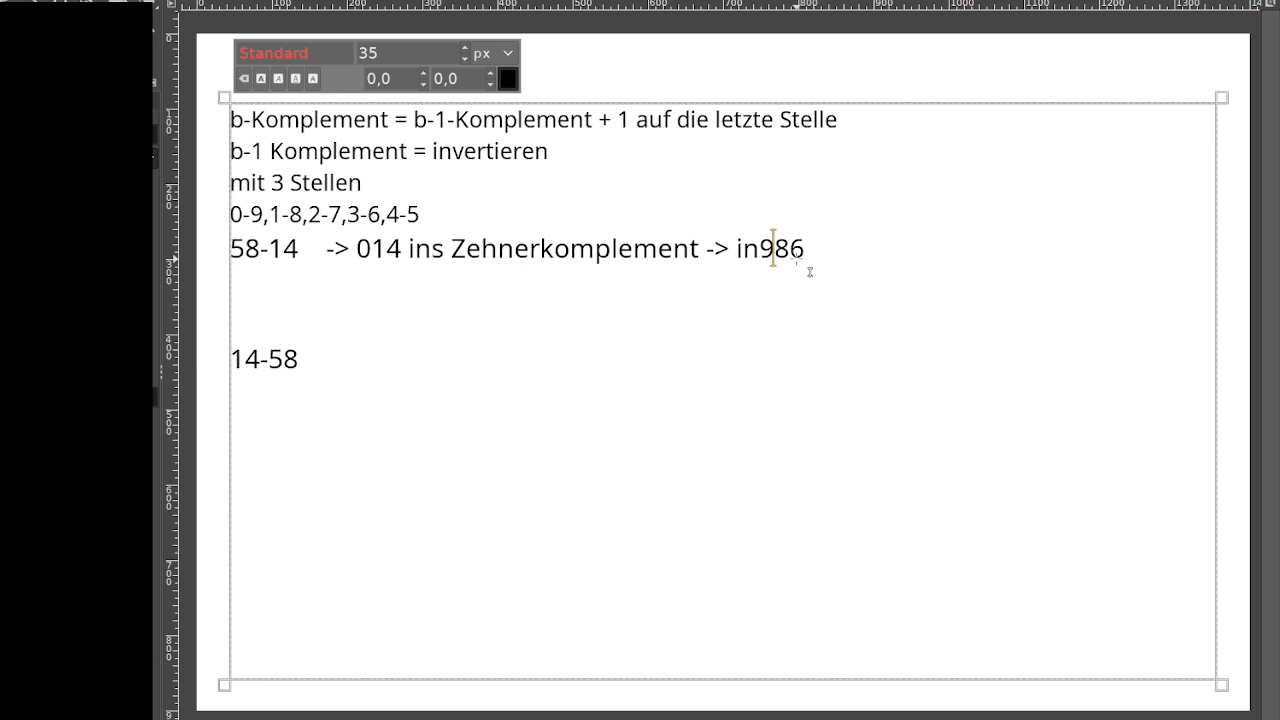 Standard 35 px
0,0 0,0
b-Komplement = b-1-Komplement + 1 auf die letzte Stelle
b-1 Komplement = invertieren
mit 3 Stellen
0-9,1-8,2-7,3-6,4-5
58-14 -> 014 ins Zehnerkomplement -> in986
14-58